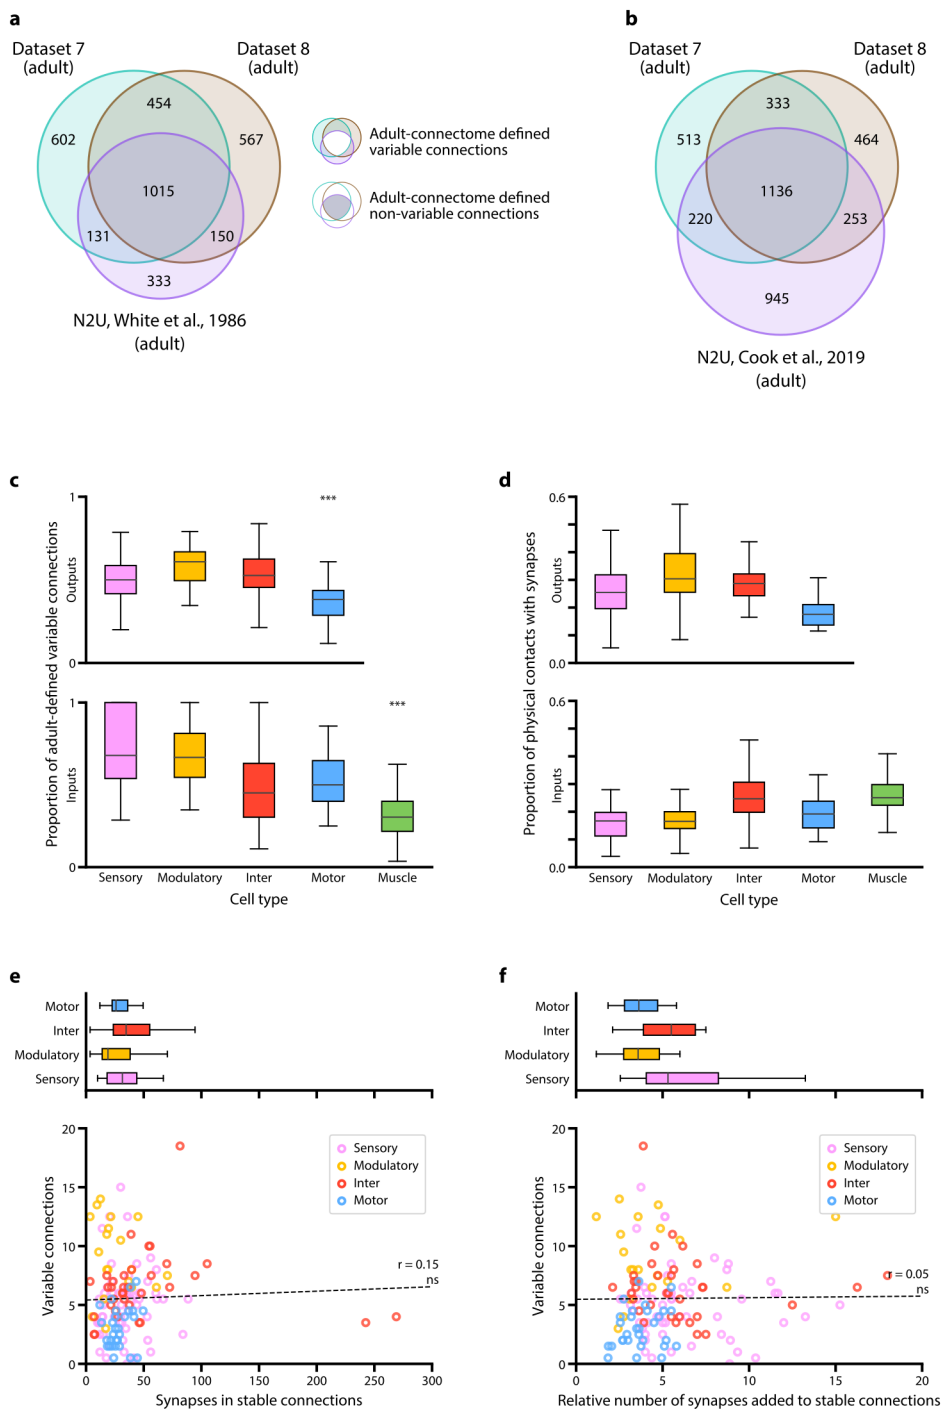 a
Dataset 7
(adult)
Dataset 8
(adult)
454
602
567
1015
131
150
333
N2U, White et al., 1986
(adult)
Adult-connectome defined
variable connections
Adult-connectome defined
non-variable connections
b
Dataset 7
(adult)
Dataset 8
(adult)
333
513
464
1136
220
253
945
N2U, Cook et al., 2019
(adult)
c
Proportion of adult-defined variable connections
Outputs
1
0
***
Inputs
1
0
***
Sensory
Modulatory
Inter
Motor
Muscle
Cell type
d
Proportion of physical contacts with synapses
Outputs
0.6
0.0
Inputs
0.6
0.0
Sensory
Modulatory
Inter
Motor
Muscle
Cell type
e
Motor
Inter
Modulatory
Sensory
Variable connections
20
15
10
5
0
Sensory
Modulatory
Inter
Motor
r = 0.15
ns
0
50
100
150
200
250
300
Synapses in stable connections
f
Motor
Inter
Modulatory
Sensory
Variable connections
20
15
10
5
0
Sensory
Modulatory
Inter
Motor
r = 0.05
ns
0
5
10
15
20
Relative number of synapses added to stable connections